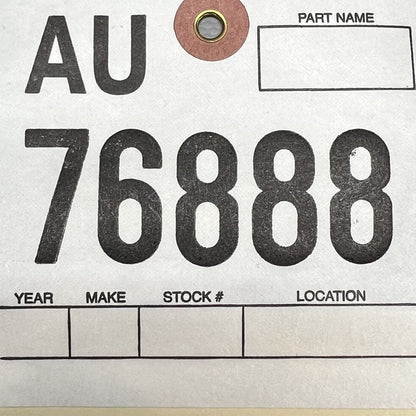 AU
PART NAME
76888
YEAR MAKE STOCK # LOCATION